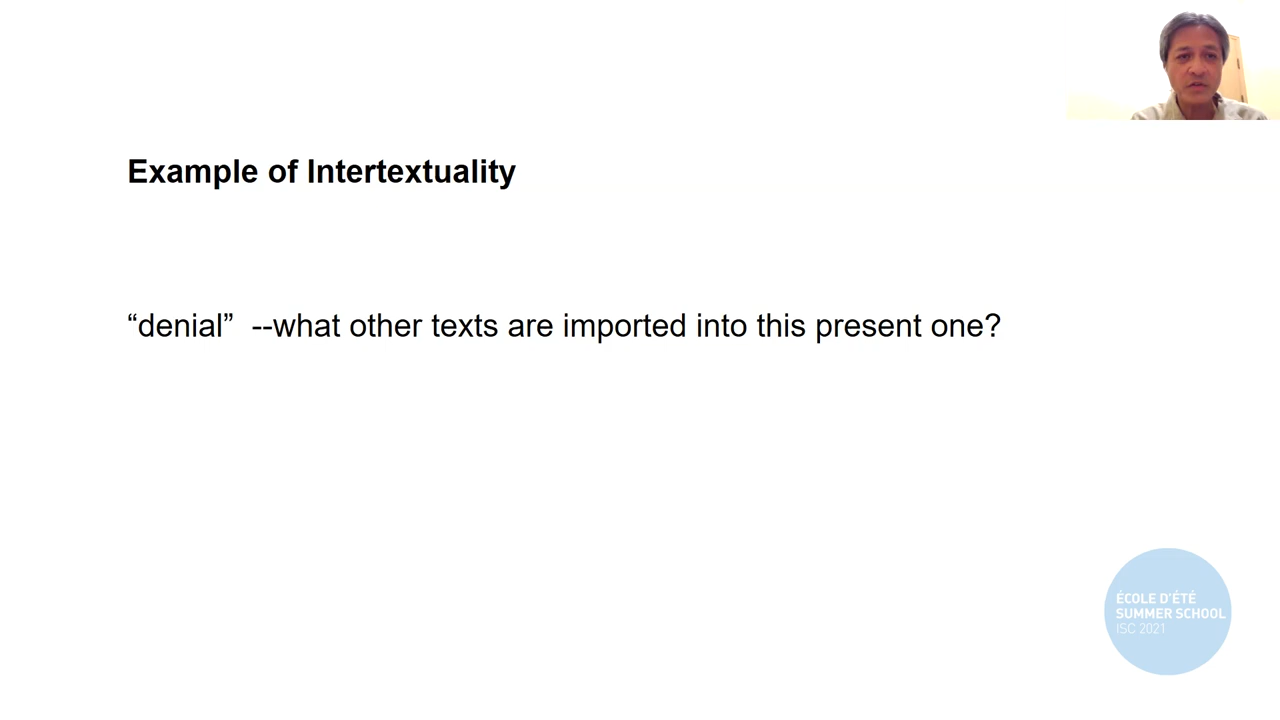 Example of Intertextuality
“denial”  --what other texts are imported into this present one?
ÉCOLE D'ÉTÉ
SUMMER SCHOOL
ISC 2021